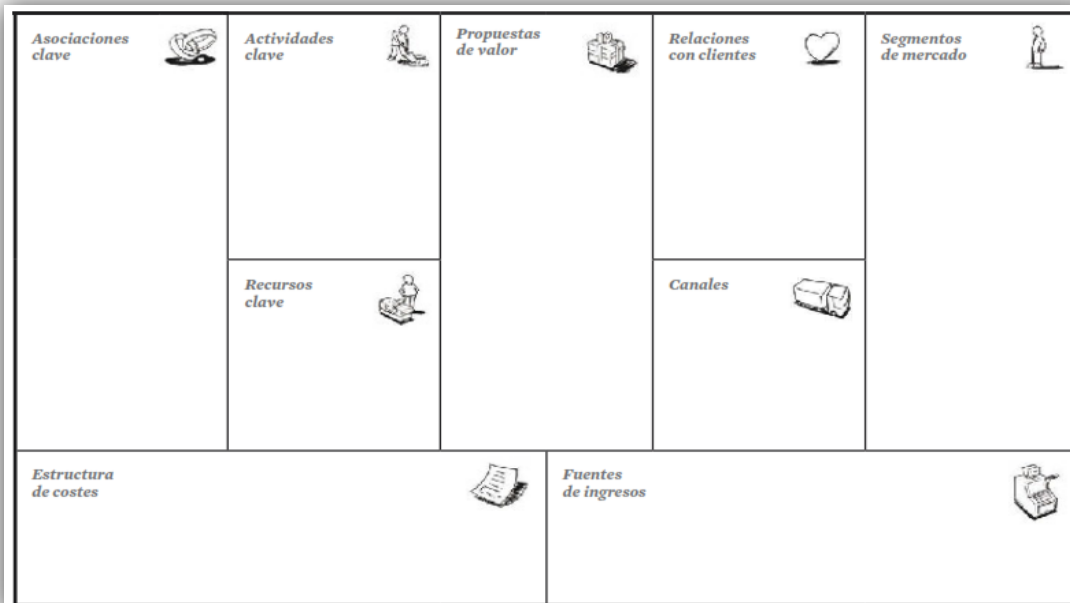 Asociaciones
clave
Actividades
clave
Propuestas
de valor
Relaciones
con clientes
Segmentos
de mercado
Recursos
clave
Canales
Estructura
de costes
Fuentes
de ingresos